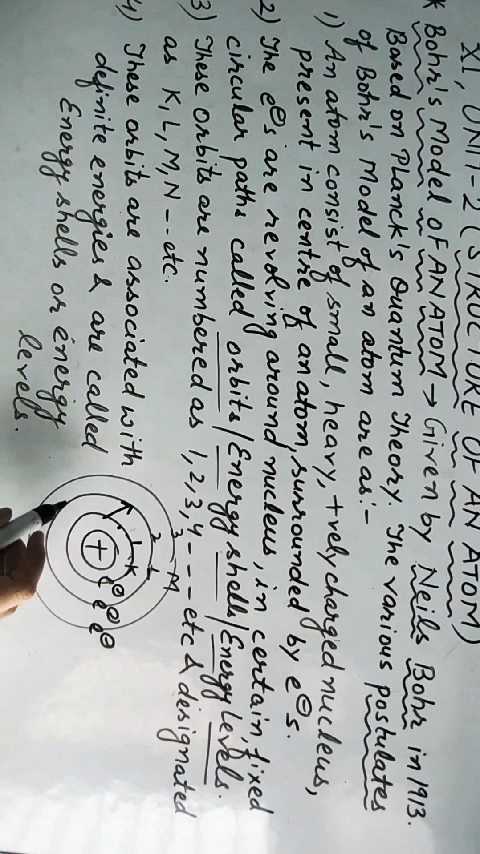 XI, UNIT-2 (STRUCTURE OF AN ATOM)
* Bohr's Model OF AN ATOM → Given by Neils Bohr in 1913.
Based on Planck's Quantum Theory. The various postulates
of Bohr's Model of an atom are as:-
1) An atom consist of small, heavy, +vely charged nucleus,
present in centre of an atom, surrounded by e⊖s.
2) The e⊖s are revolving around nucleus, in certain, fixed
circular paths called orbits/Energy shells/Energy levels.
3) These orbits are numbered as 1,2,3,4---- etc & designated
as K, L, M, N -- etc.
4) These orbits are associated with
definite energies & are called
Energy shells or energy
levels.
1 2 3
K L M
+
e⊖ e⊖ e⊖